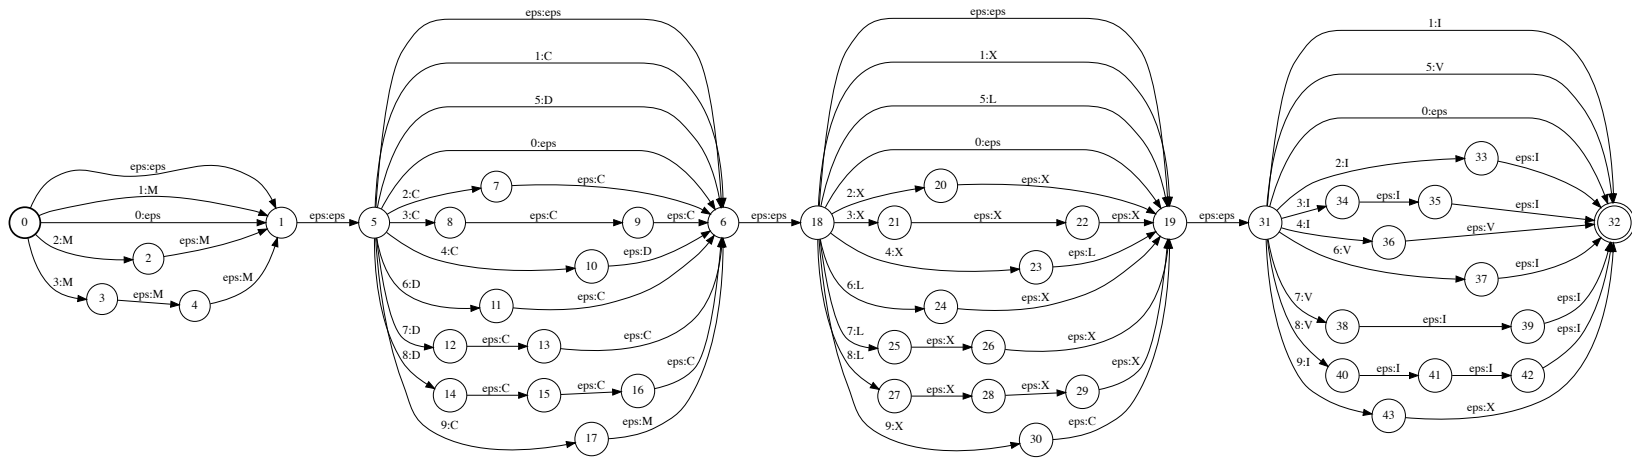 eps:eps
1:M
0:eps
2:M
eps:M
3:M
eps:M
eps:M
0
1
2
3
4
eps:eps
eps:eps
1:C
5:D
0:eps
2:C
eps:C
3:C
eps:C
eps:C
4:C
eps:D
6:D
eps:C
7:D
eps:C
eps:C
8:D
eps:C
eps:C
eps:C
9:C
eps:M
5
6
7
8
9
10
11
12
13
14
15
16
17
eps:eps
eps:eps
1:X
5:L
0:eps
2:X
eps:X
3:X
eps:X
eps:X
4:X
eps:L
6:L
eps:X
7:L
eps:X
eps:X
8:L
eps:X
eps:X
eps:X
9:X
eps:C
18
19
20
21
22
23
24
25
26
27
28
28
29
30
eps:eps
1:I
5:V
0:eps
2:I
eps:I
3:I
eps:I
eps:I
4:I
eps:V
6:V
eps:I
7:V
eps:I
eps:I
8:V
eps:I
eps:I
eps:I
9:I
eps:X
31
32
33
34
35
36
37
38
39
40
41
42
43